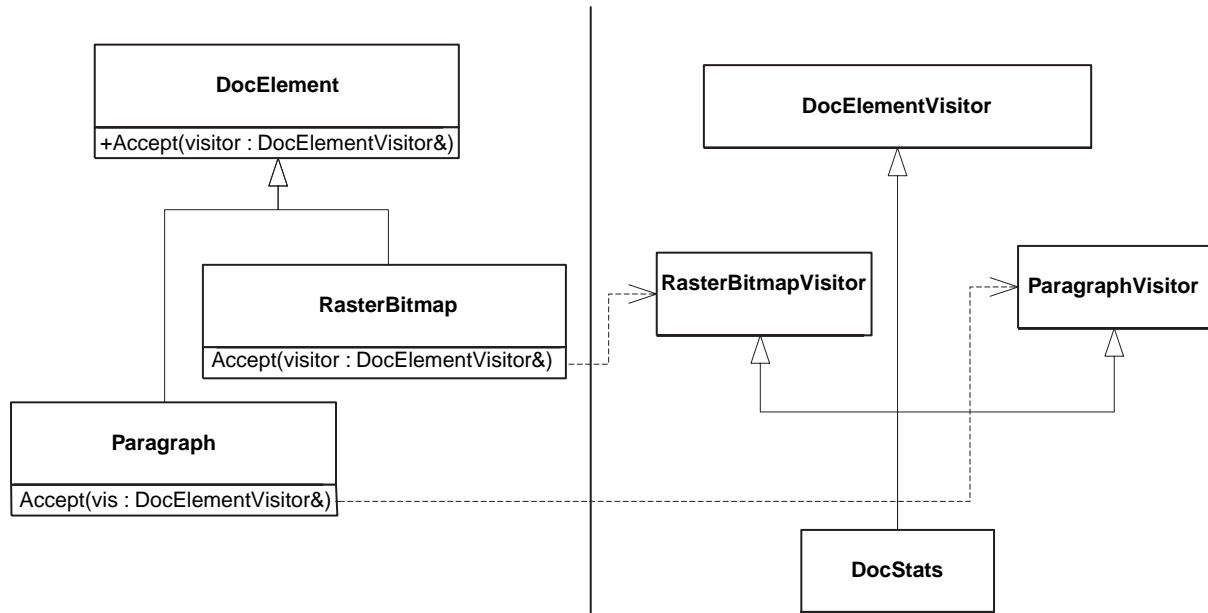 DocElement
+Accept(visitor : DocElementVisitor&)
RasterBitmap
Accept(visitor : DocElementVisitor&)
Paragraph
Accept(vis : DocElementVisitor&)
DocElementVisitor
RasterBitmapVisitor
ParagraphVisitor
DocStats